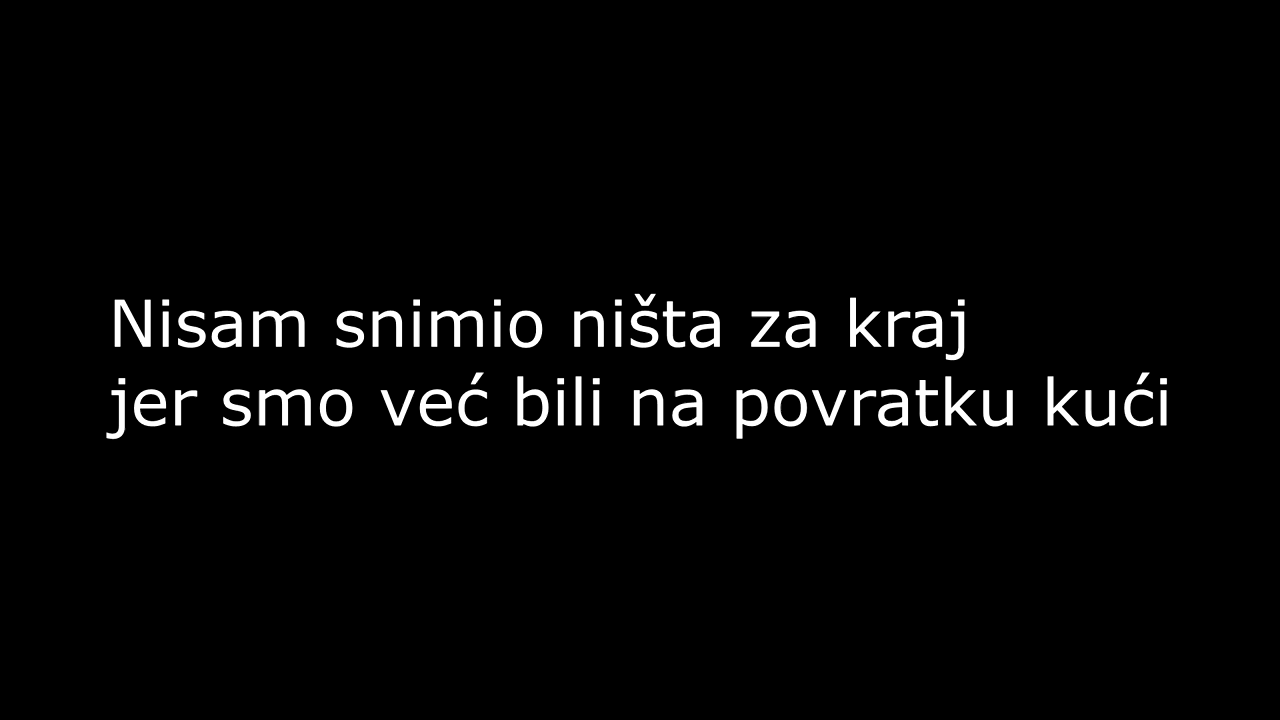 Nisam snimio ništa za kraj
jer smo već bili na povratku kući